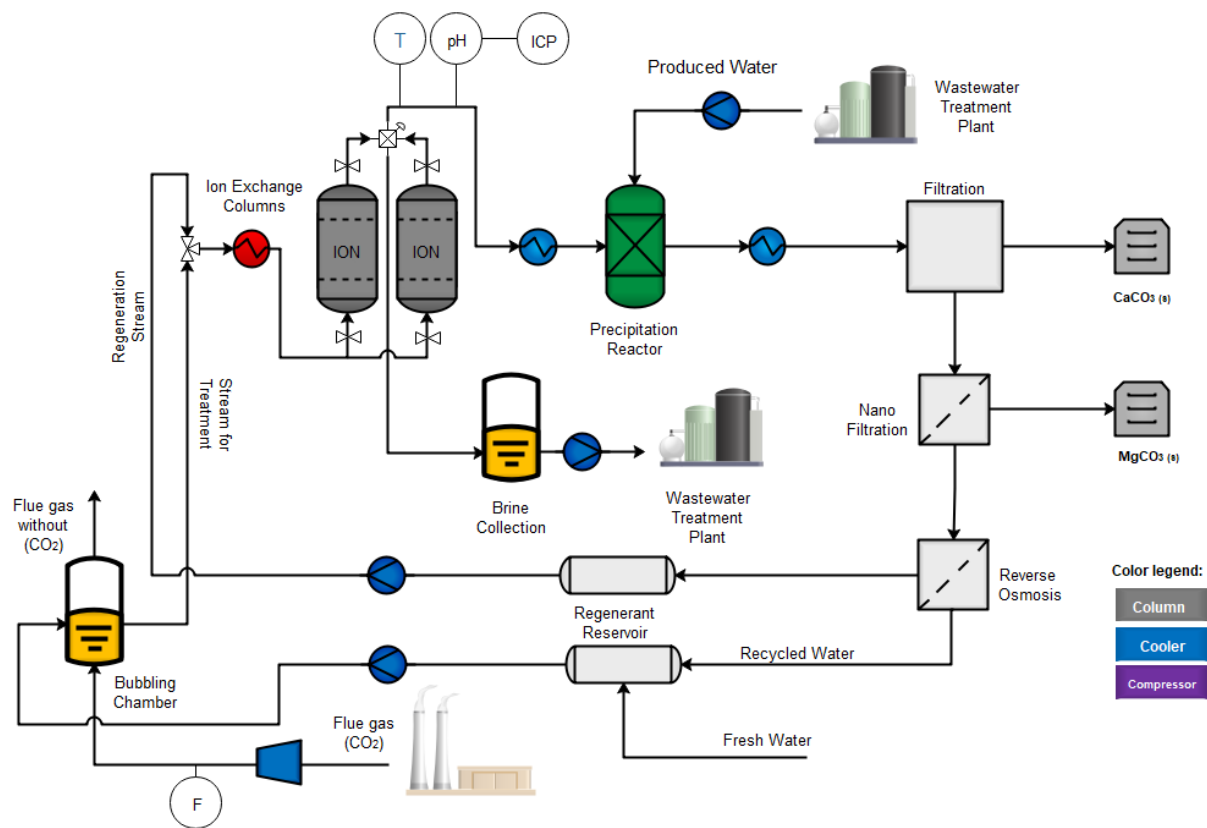 T
pH
ICP
Produced Water
Wastewater
Treatment
Plant
Ion Exchange
Columns
Filtration
ION
ION
CaCO3 (s)
Regeneration
Stream
Precipitation
Reactor
Stream for
Treatment
Nano
Filtration
MgCO3 (s)
Brine
Collection
Wastewater
Treatment
Plant
Flue gas
without
(CO2)
Reverse
Osmosis
Color legend:
Column
Cooler
Compressor
Regenerant
Reservoir
Recycled Water
Bubbling
Chamber
Flue gas
(CO2)
Fresh Water
F